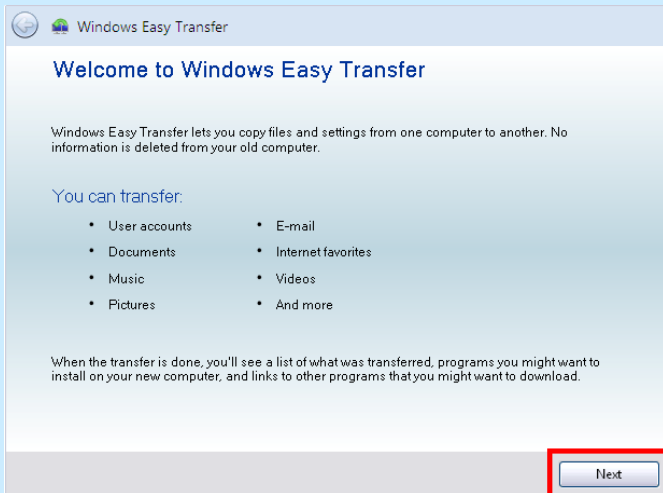 Windows Easy Transfer
Welcome to Windows Easy Transfer
Windows Easy Transfer lets you copy files and settings from one computer to another. No
information is deleted from your old computer.
You can transfer:
• User accounts
• Documents
• Music
• Pictures
• E-mail
• Internet favorites
• Videos
• And more
When the transfer is done, you'll see a list of what was transferred, programs you might want to
install on your new computer, and links to other programs that you might want to download.
Next